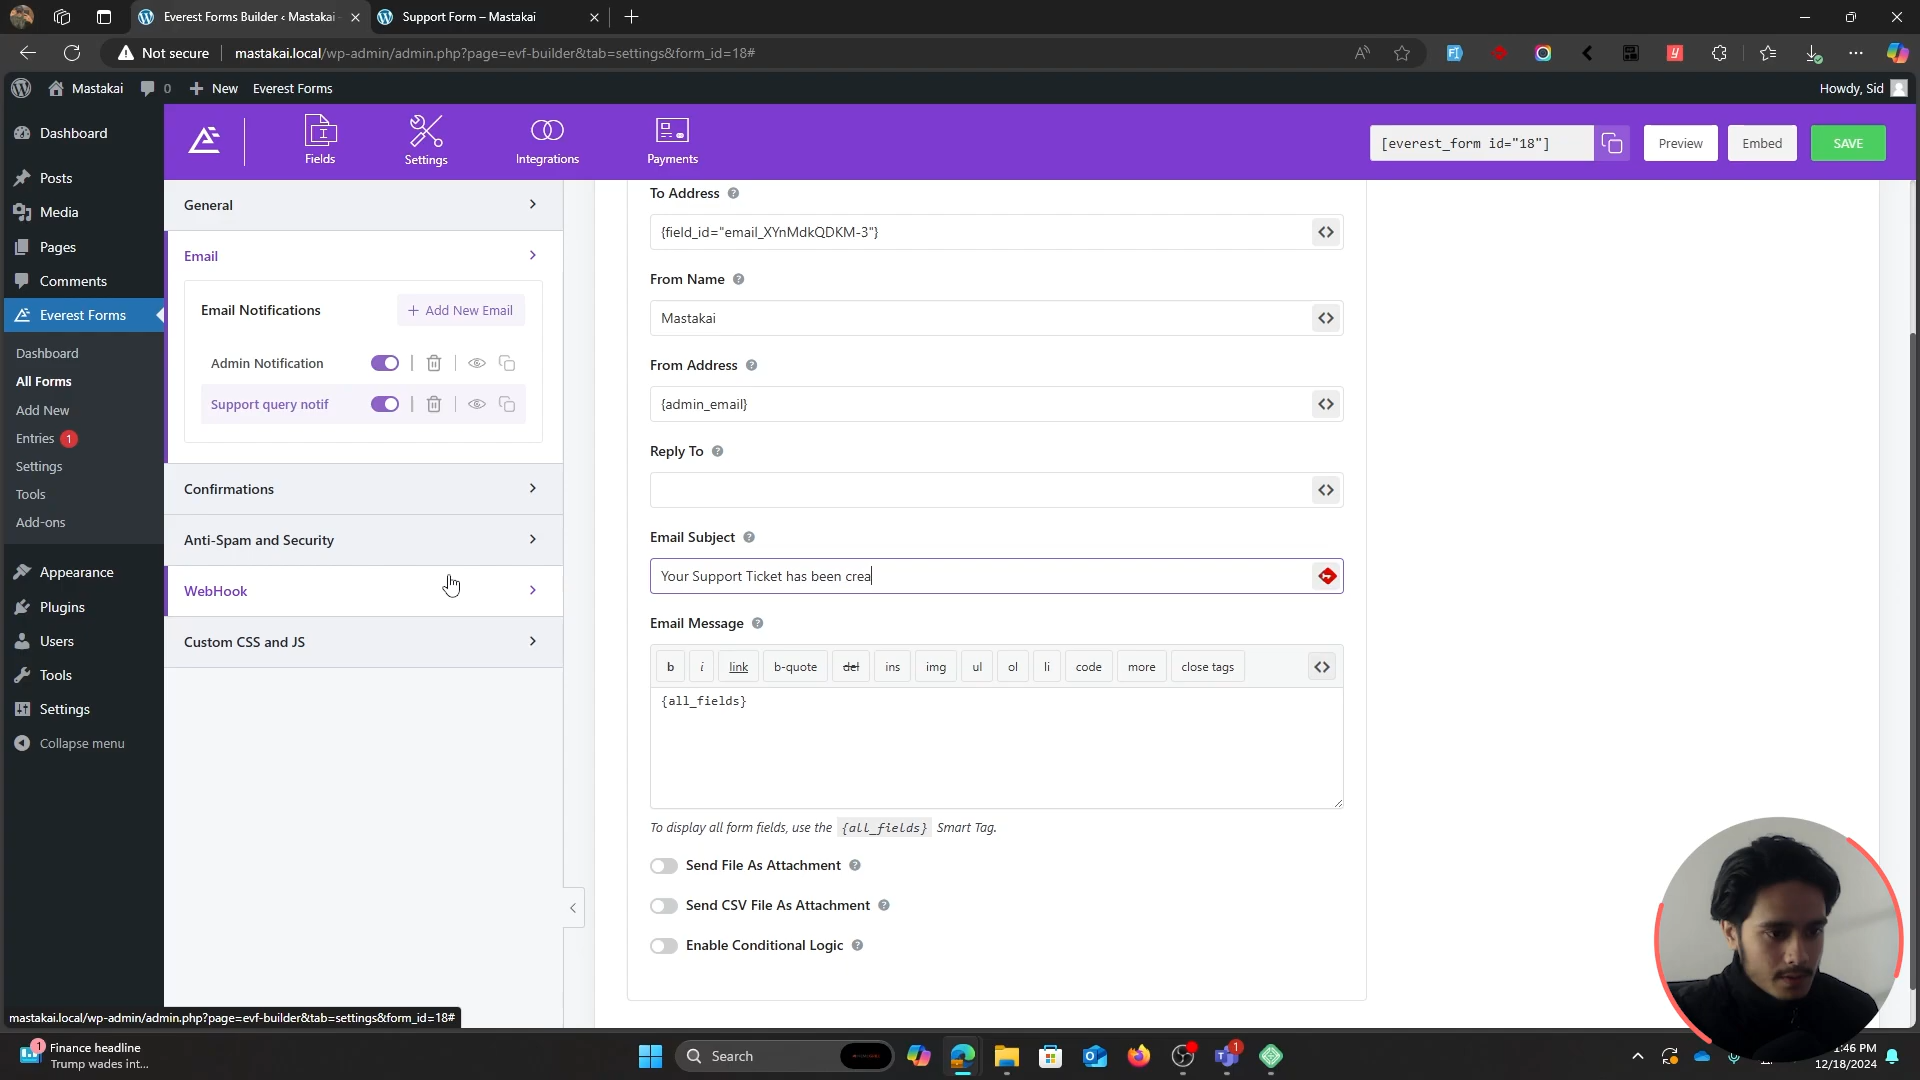 Everest Forms Builder ‹ Mastakai
Support Form – Mastakai
Not secure
mastakai.local/wp-admin/admin.php?page=evf-builder&tab=settings&form_id=18#
Mastakai
0
New
Everest Forms
Howdy, Sid
Dashboard
Posts
Media
Pages
Comments
Everest Forms
Dashboard
All Forms
Add New
Entries 1
Settings
Tools
Add-ons
Appearance
Plugins
Users
Tools
Settings
Collapse menu
Fields
Settings
Integrations
Payments
[everest_form id="18"]
Preview
Embed
SAVE
General
Email
Email Notifications
+ Add New Email
Admin Notification
Support query notif
Confirmations
Anti-Spam and Security
WebHook
Custom CSS and JS
To Address
{field_id="email_XYnMdkQDKM-3"}
From Name
Mastakai
From Address
{admin_email}
Reply To
Email Subject
Your Support Ticket has been crea
Email Message
b i link b-quote del ins img ul ol li code more close tags
{all_fields}
To display all form fields, use the {all_fields} Smart Tag.
Send File As Attachment
Send CSV File As Attachment
Enable Conditional Logic
mastakai.local/wp-admin/admin.php?page=evf-builder&tab=settings&form_id=18#
1
Finance headline
Trump wades int...
Search
1
:46 PM
12/18/2024